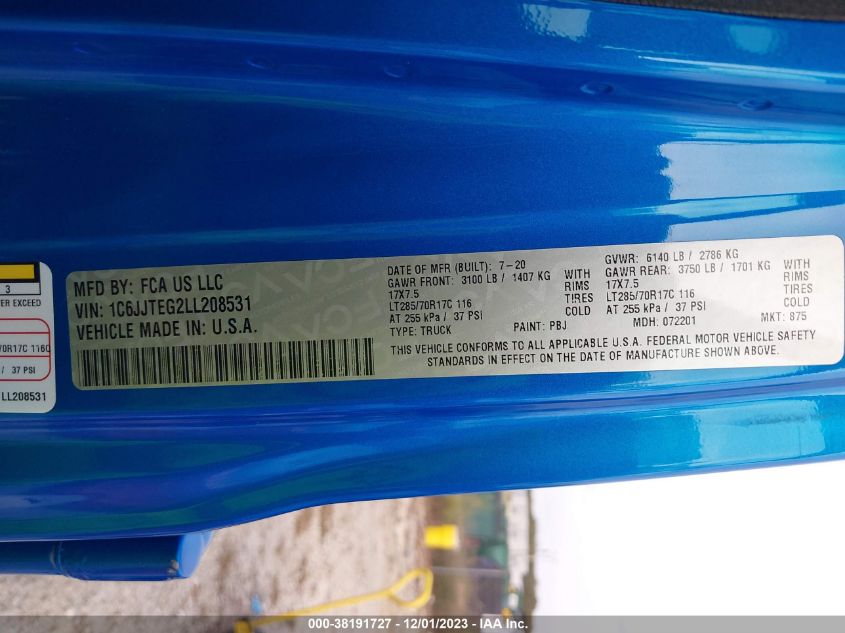 3
ER EXCEED
70R17C 116C
/ 37 PSI
LL208531
MFD BY: FCA US LLC
VIN: 1C6JJTEG2LL208531
VEHICLE MADE IN: U.S.A.
DATE OF MFR (BUILT): 7-20
GAWR FRONT: 3100 LB / 1407 KG WITH
17X7.5 RIMS
LT285/70R17C 116 TIRES
AT 255 kPa / 37 PSI COLD
TYPE: TRUCK PAINT: PBJ
GVWR: 6140 LB / 2786 KG
GAWR REAR: 3750 LB / 1701 KG WITH
17X7.5 RIMS
LT285/70R17C 116 TIRES
AT 255 kPa / 37 PSI COLD
MDH: 072201 MKT: 875
THIS VEHICLE CONFORMS TO ALL APPLICABLE U.S.A. FEDERAL MOTOR VEHICLE SAFETY
STANDARDS IN EFFECT ON THE DATE OF MANUFACTURE SHOWN ABOVE.
000-38191727 - 12/01/2023 - IAA Inc.